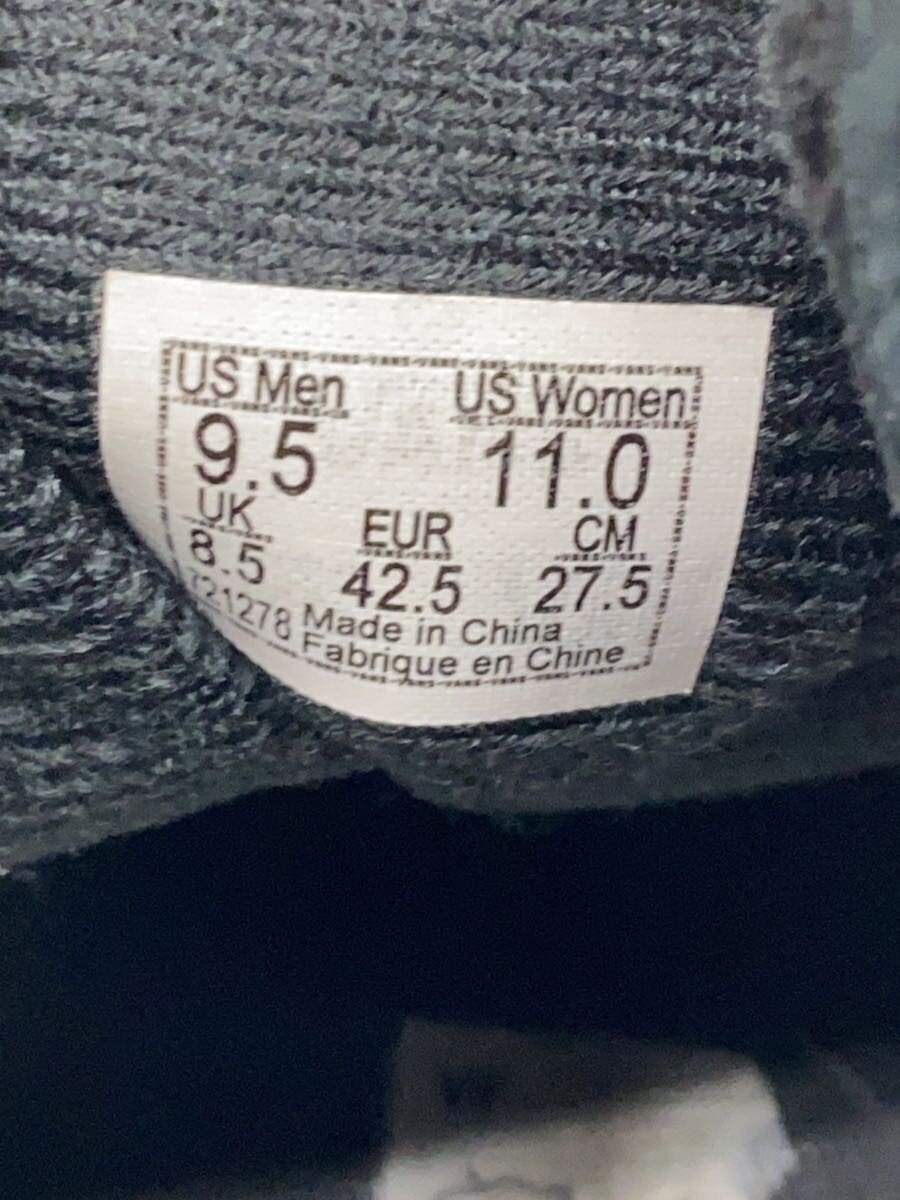 US Men US Women
9.5 11.0
UK EUR CM
8.5 42.5 27.5
721278 Made in China
Fabrique en Chine